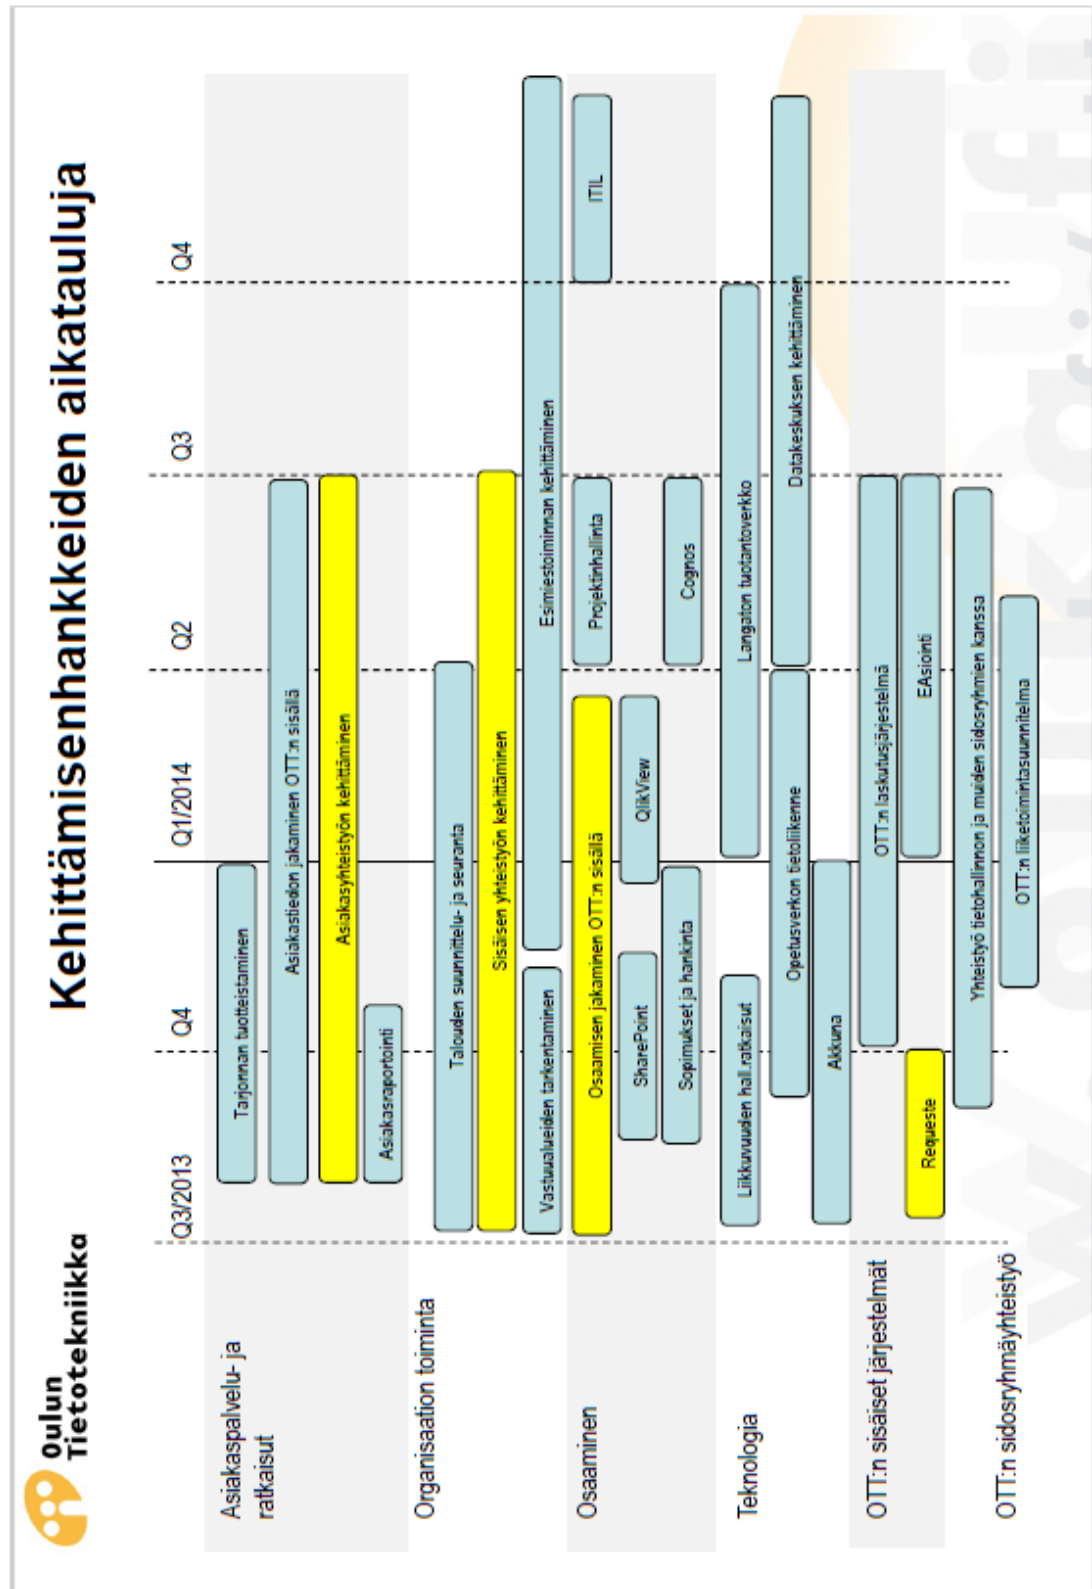 Oulun
Tietotekniikka
Kehittämisenhankkeiden aikatauluja
Q3/2013
Q4
Q1/2014
Q2
Q3
Q4
Asiakaspalvelu- ja
ratkaisut
Tarjonnan tuotteistaminen
Asiakastiedon jakaminen OTT:n sisällä
Asiakasyhteistyön kehittäminen
Asiakasraportointi
Organisaation toiminta
Talouden suunnittelu- ja seuranta
Sisäisen yhteistyön kehittäminen
Vastuualueiden tarkentaminen
Esimiestoiminnan kehittäminen
Osaaminen
Osaamisen jakaminen OTT:n sisällä
Projektinhallinta
ITIL
SharePoint
QlikView
Sopimukset ja hankinta
Cognos
Teknologia
Liikkuvuuden hall.ratkaisut
Langaton tuotantoverkko
Opetusverkon tietoliikenne
Datakeskuksen kehittäminen
Akkuna
OTT:n sisäiset järjestelmät
OTT:n laskutusjärjestelmä
Requeste
EAsiointi
OTT:n sidosryhmäyhteistyö
Yhteistyö tietohallinnon ja muiden sidosryhmien kanssa
OTT:n liiketoimintasuunnitelma